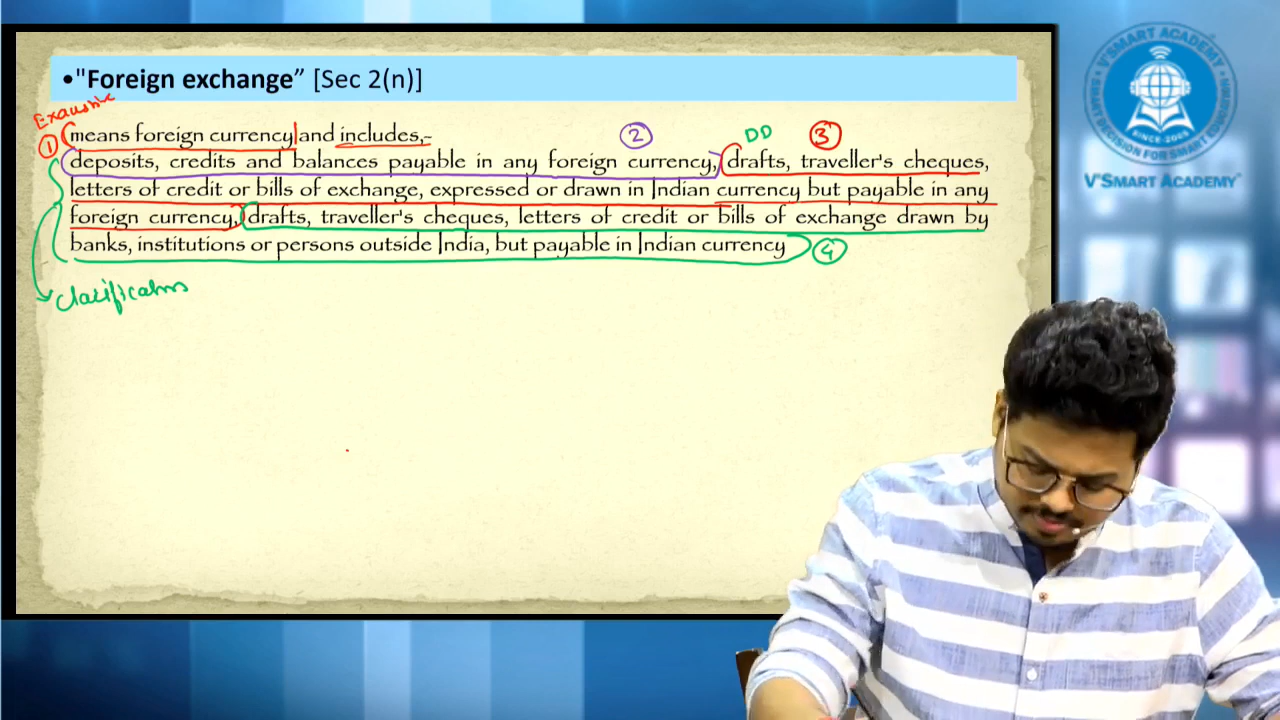 •"Foreign exchange” [Sec 2(n)]
Exaustive
① means foreign currency and includes,-
② DD ③
deposits, credits and balances payable in any foreign currency, drafts, traveller's cheques,
letters of credit or bills of exchange, expressed or drawn in Indian currency but payable in any
foreign currency, drafts, traveller's cheques, letters of credit or bills of exchange drawn by
banks, institutions or persons outside India, but payable in Indian currency ④
V'SMART ACADEMY
SINCE 2005
V'SMART ACADEMY